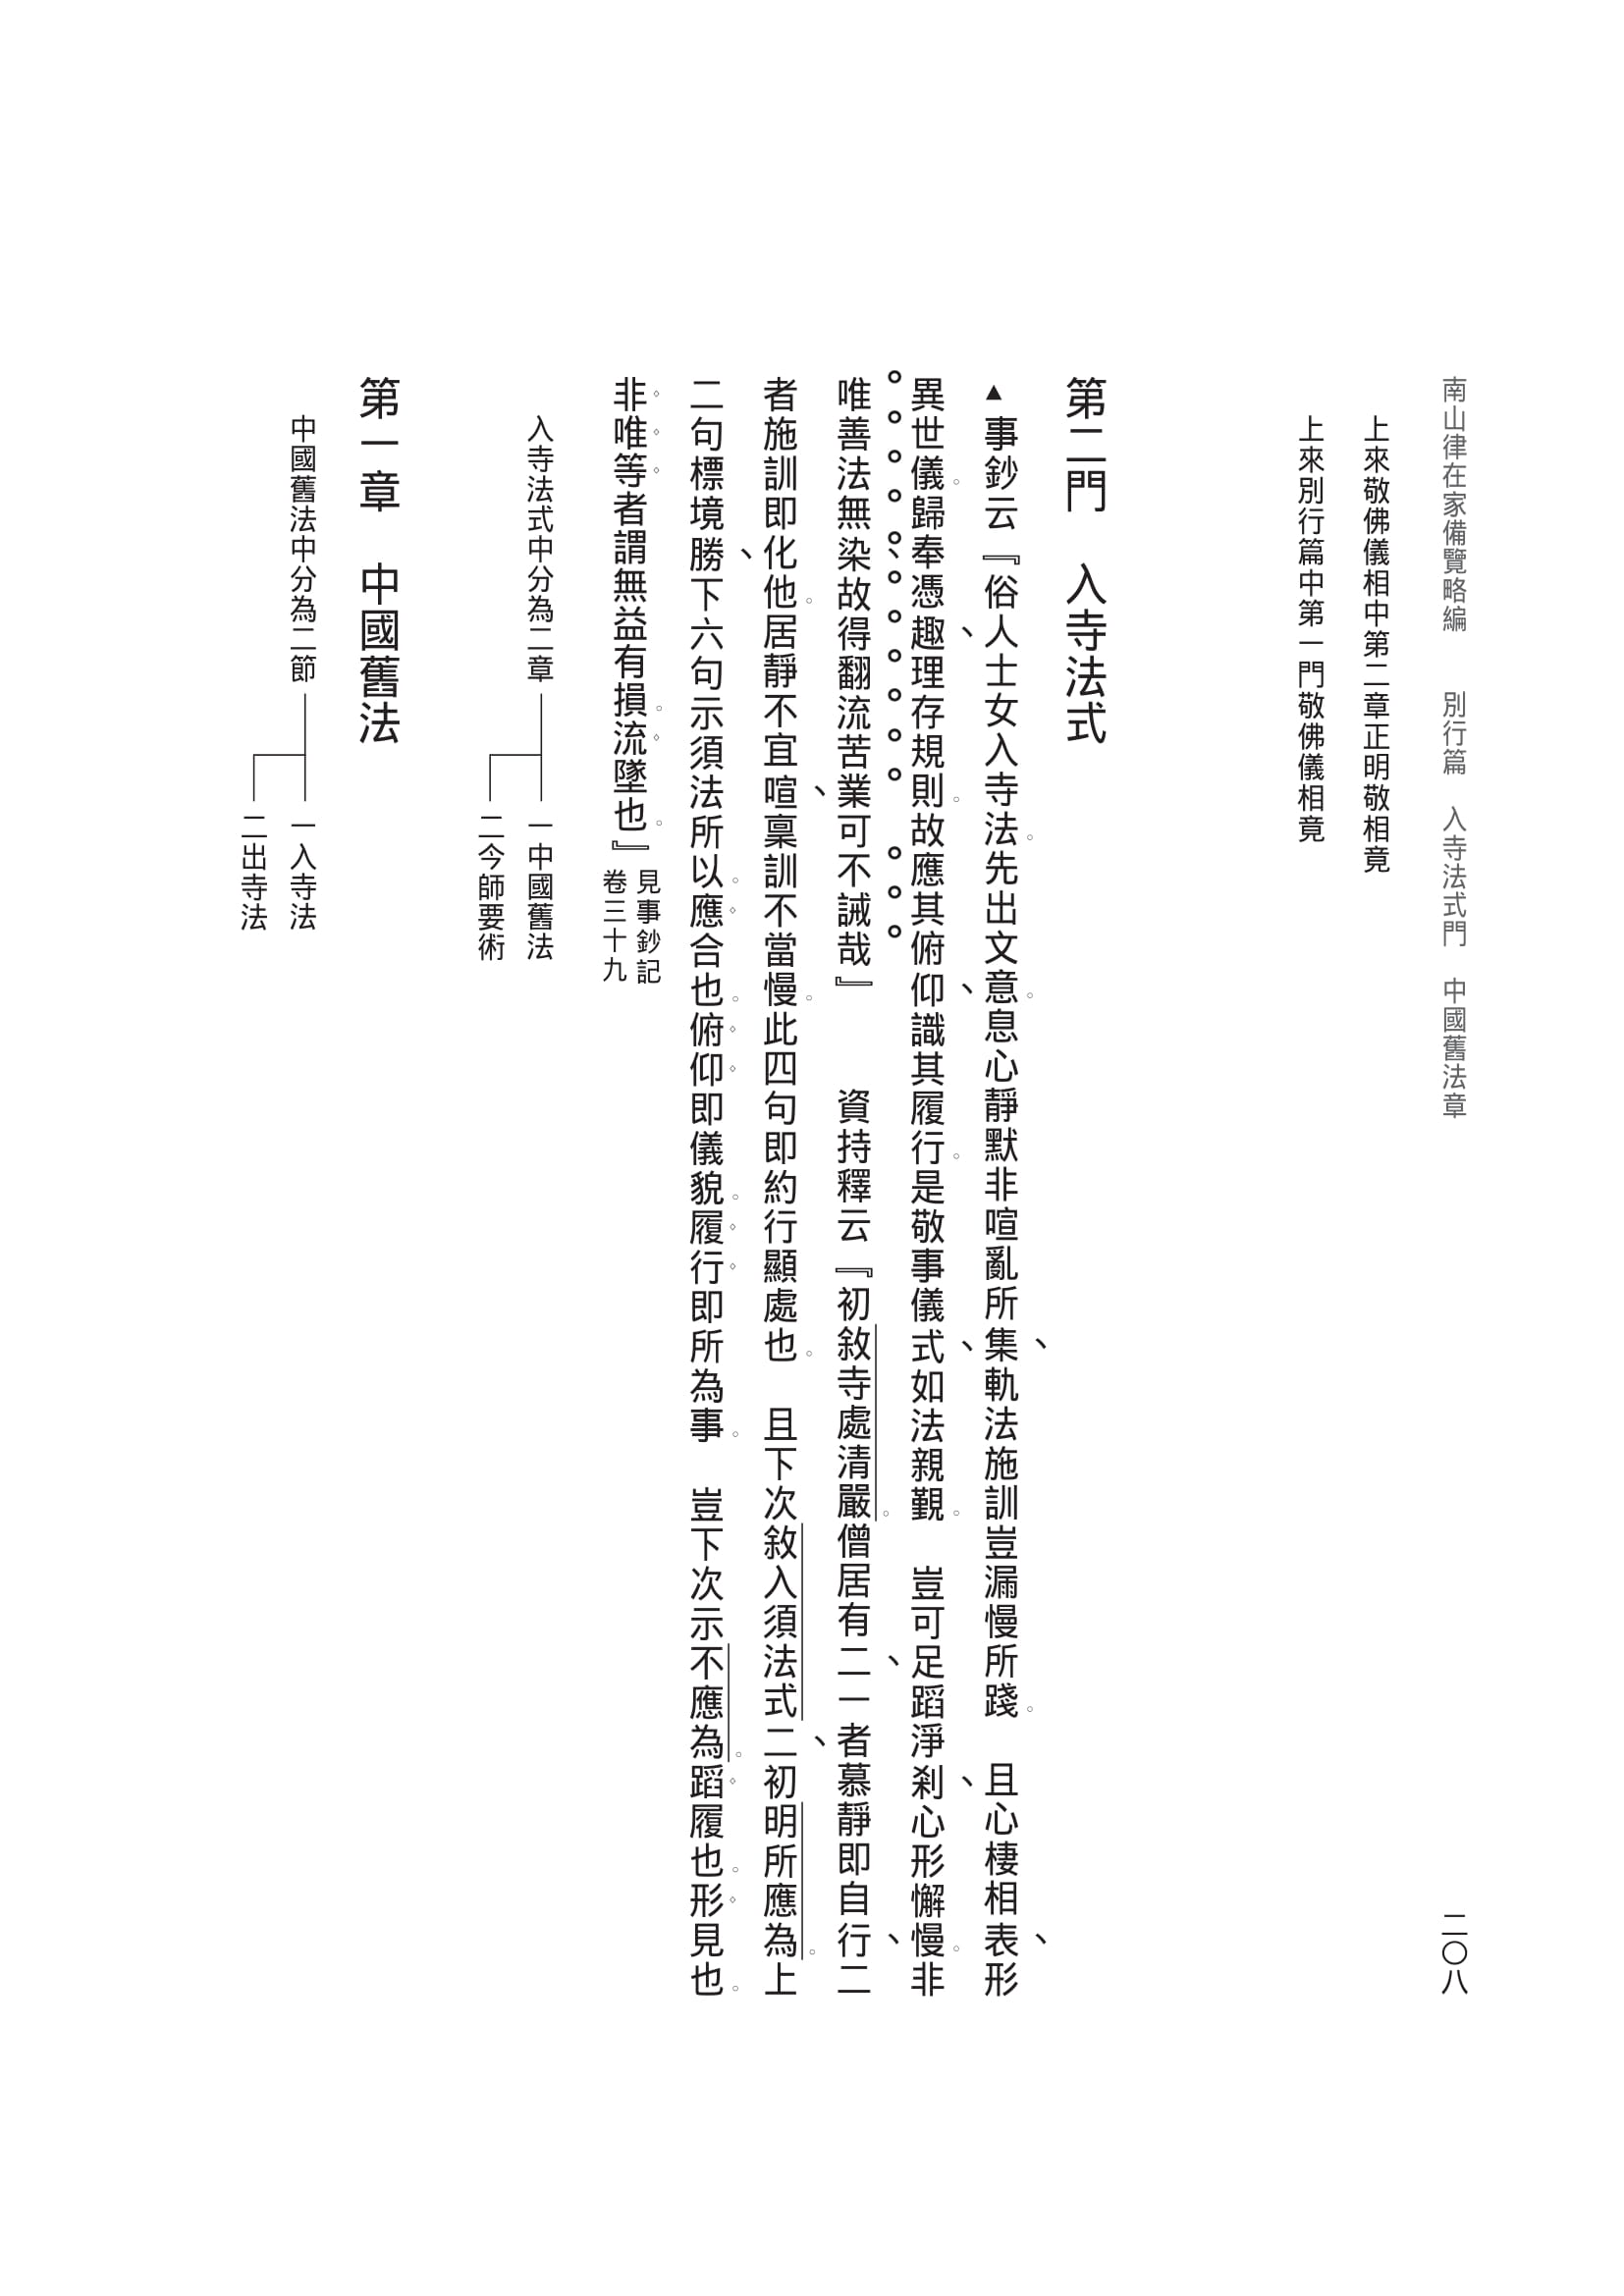 南山律在家備覽略編　　別行篇　入寺法式門　中國舊法章　　二〇八
上來敬佛儀相中第二章正明敬相竟
上來別行篇中第一門敬佛儀相竟
第二門　入寺法式
▲事鈔云『俗人士女入寺法。先出文意。息心靜默非喧亂所集、軌法施訓豈漏慢所踐。　且心棲相表、形
異世儀。歸奉憑趣、理存規則。故應其俯仰、識其履行。是敬事儀式、如法親覲。　豈可足蹈淨剎、心形懈慢。非
唯善法無染、故得翻流苦業、可不誡哉』　　資持釋云『初敘寺處清嚴。僧居有二、一者慕靜即自行、二
者施訓即化他。居靜不宜喧、稟訓不當慢。此四句即約行顯處也。　且下次敘入須法式二、初明所應為。上
二句標境勝、下六句示須法所以。應合也。俯仰即儀貌。履行即所為事。　豈下次示不應為。蹈履也。形見也。
非唯等者謂無益有損。流墜也。』見事鈔記卷三十九
入寺法式中分為二章
一中國舊法
二今師要術
第一章　中國舊法
中國舊法中分為二節
一入寺法
二出寺法